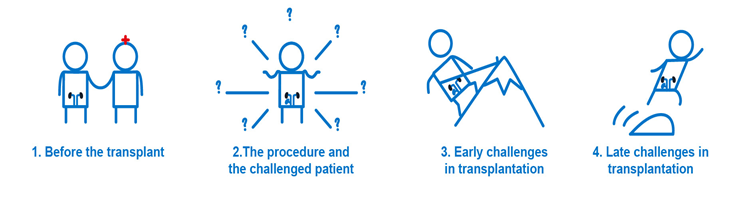 ? ? ? ? ? ? ?
1. Before the transplant
2.The procedure and
the challenged patient
3. Early challenges
in transplantation
4. Late challenges in
transplantation